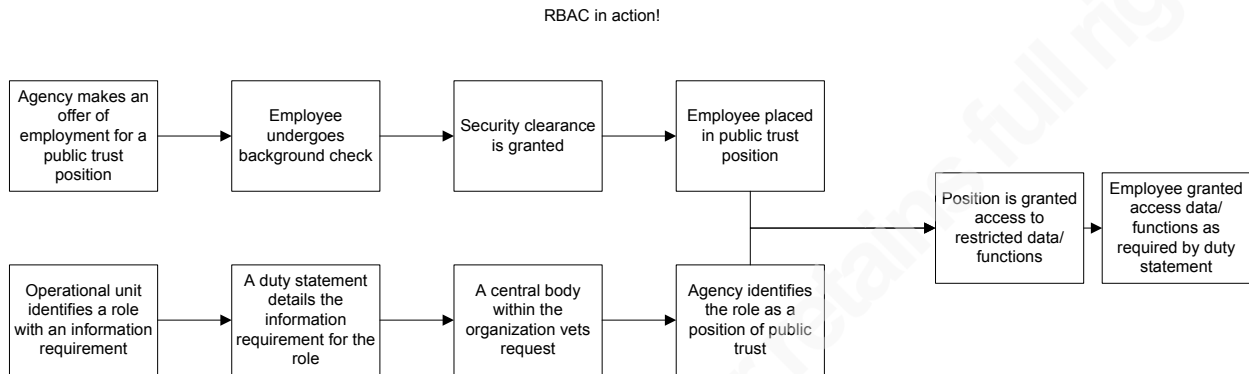 RBAC in action!
Agency makes an
offer of
employment for a
public trust
position
Employee
undergoes
background check
Security clearance
is granted
Employee placed
in public trust
position
Position is granted
access to
restricted data/
functions
Employee granted
access data/
functions as
required by duty
statement
Operational unit
identifies a role
with an information
requirement
A duty statement
details the
information
requirement for the
role
A central body
within the
organization vets
request
Agency identifies
the role as a
position of public
trust
retains full rig